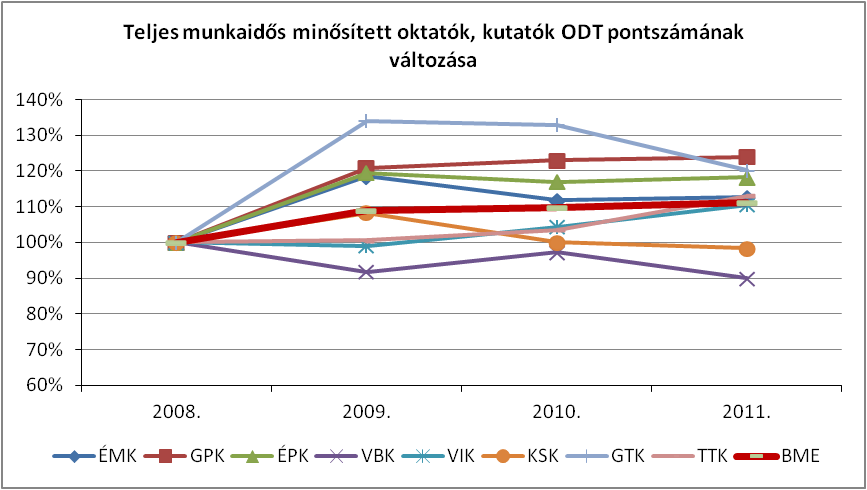 Teljes munkaidős minősített oktatók, kutatók ODT pontszámának
változása
140%
130%
120%
110%
100%
90%
80%
70%
60%
2008. 2009. 2010. 2011.
ÉMK GPK ÉPK VBK VIK KSK GTK TTK BME